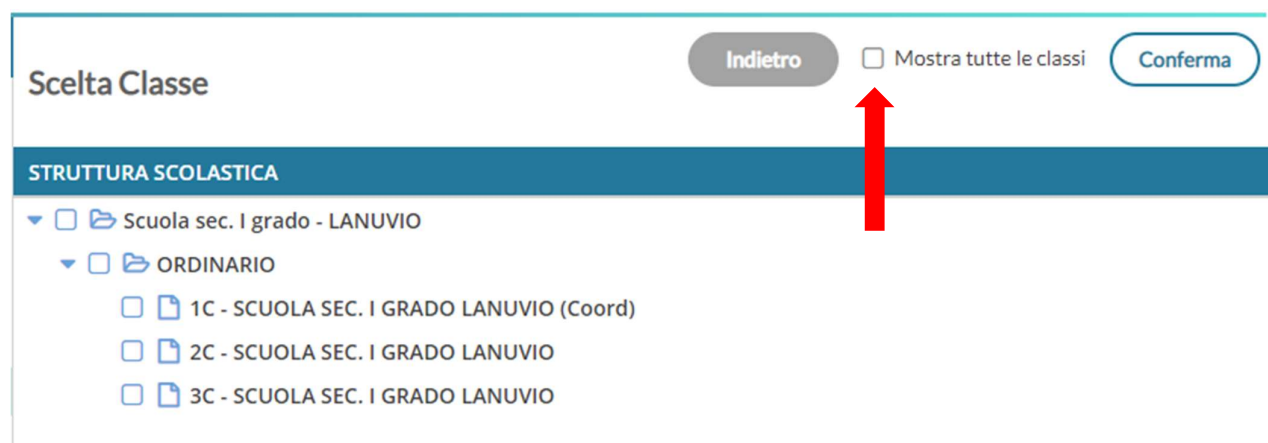 Scelta Classe
Indietro
Mostra tutte le classi
Conferma
STRUTTURA SCOLASTICA
Scuola sec. I grado - LANUVIO
ORDINARIO
1C - SCUOLA SEC. I GRADO LANUVIO (Coord)
2C - SCUOLA SEC. I GRADO LANUVIO
3C - SCUOLA SEC. I GRADO LANUVIO